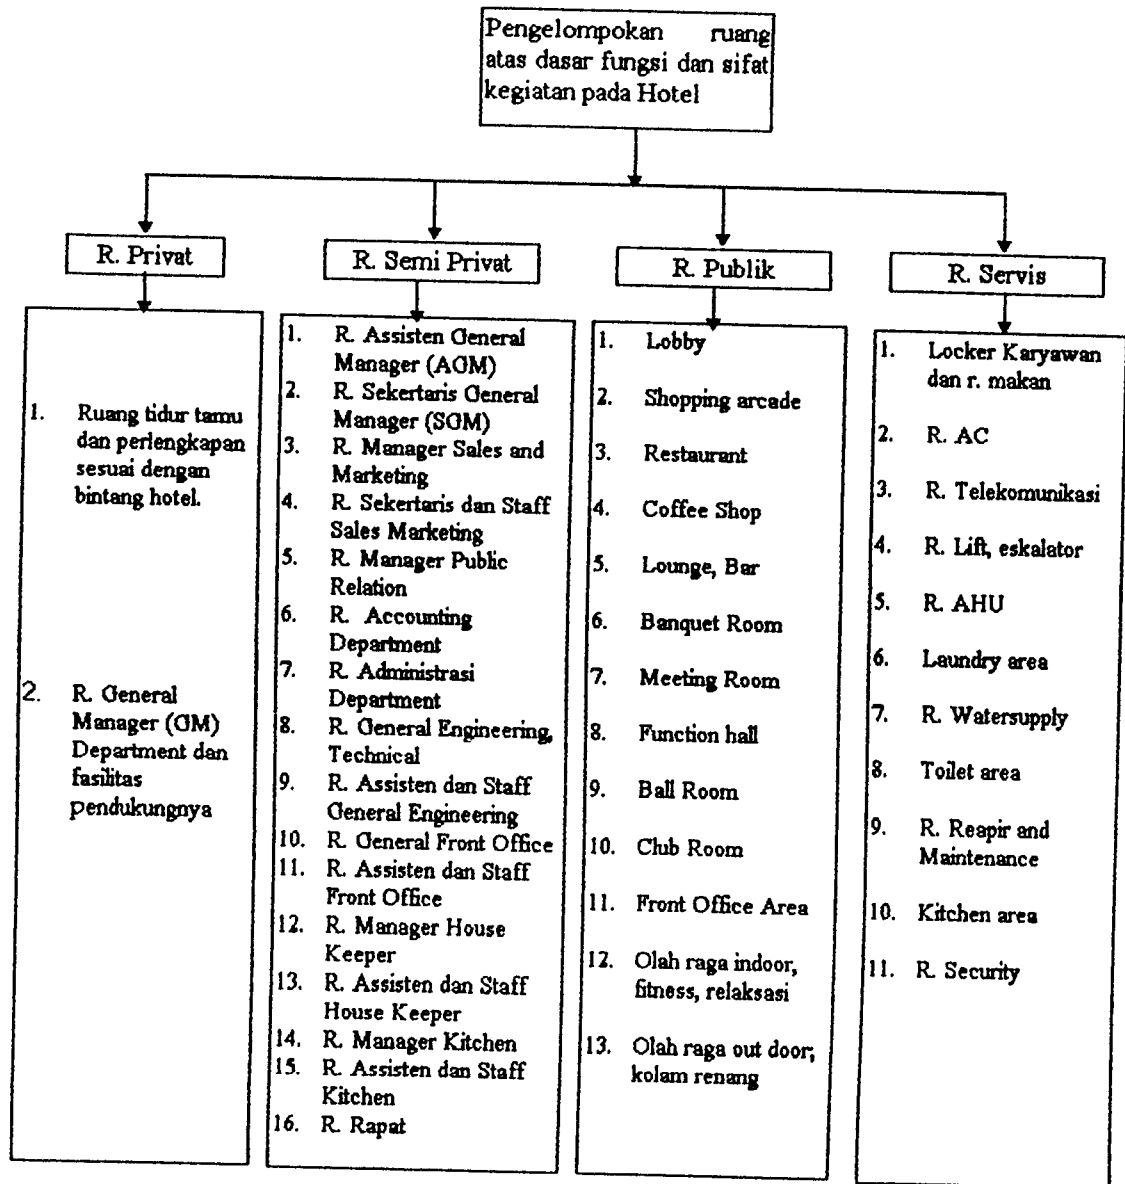 Pengelompokan ruang
atas dasar fungsi dan sifat
kegiatan pada Hotel
R. Privat
R. Semi Privat
R. Publik
R. Servis
1. Ruang tidur tamu
dan perlengkapan
sesuai dengan
bintang hotel.
2. R. General
Manager (GM)
Department dan
fasilitas
pendukungnya
1. R. Assisten General
Manager (AGM)
2. R. Sekertaris General
Manager (SGM)
3. R. Manager Sales and
Marketing
4. R. Sekertaris dan Staff
Sales Marketing
5. R. Manager Public
Relation
6. R. Accounting
Department
7. R. Administrasi
Department
8. R. General Engineering,
Technical
9. R. Assisten dan Staff
General Engineering
10. R. General Front Office
11. R. Assisten dan Staff
Front Office
12. R. Manager House
Keeper
13. R. Assisten dan Staff
House Keeper
14. R. Manager Kitchen
15. R. Assisten dan Staff
Kitchen
16. R. Rapat
1. Lobby
2. Shopping arcade
3. Restaurant
4. Coffee Shop
5. Lounge, Bar
6. Banquet Room
7. Meeting Room
8. Function hall
9. Ball Room
10. Club Room
11. Front Office Area
12. Olah raga indoor,
fitness, relaksasi
13. Olah raga out door,
kolam renang
1. Locker Karyawan
dan r. makan
2. R. AC
3. R. Telekomunikasi
4. R. Lift, eskalator
5. R. AHU
6. Laundry area
7. R. Watersupply
8. Toilet area
9. R. Reapir and
Maintenance
10. Kitchen area
11. R. Security